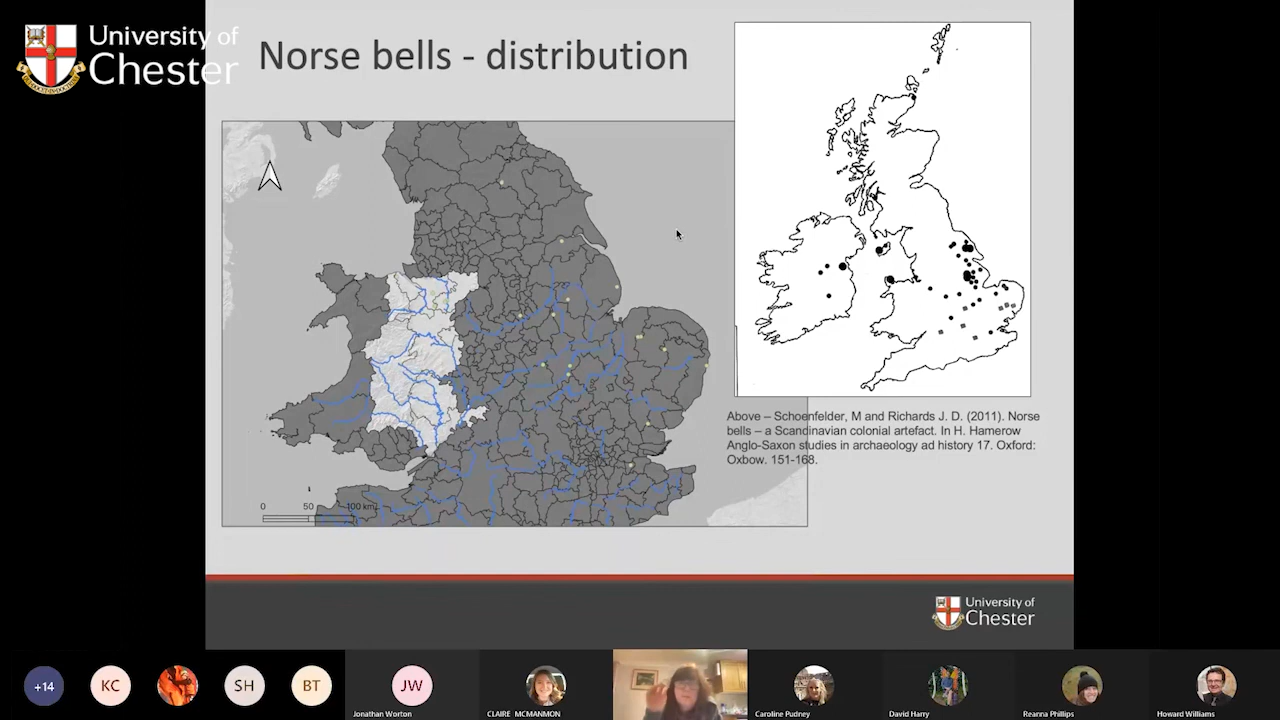 University of
Chester
Norse bells - distribution
0 50 100 km
Above – Schoenfelder, M and Richards J. D. (2011). Norse
bells – a Scandinavian colonial artefact. In H. Hamerow
Anglo-Saxon studies in archaeology ad history 17. Oxford:
Oxbow. 151-168.
University of
Chester
+14
KC
SH
BT
JW
Jonathan Worton
CLAIRE MCMANMON
Caroline Pudney
David Harry
Reanna Phillips
Howard Williams